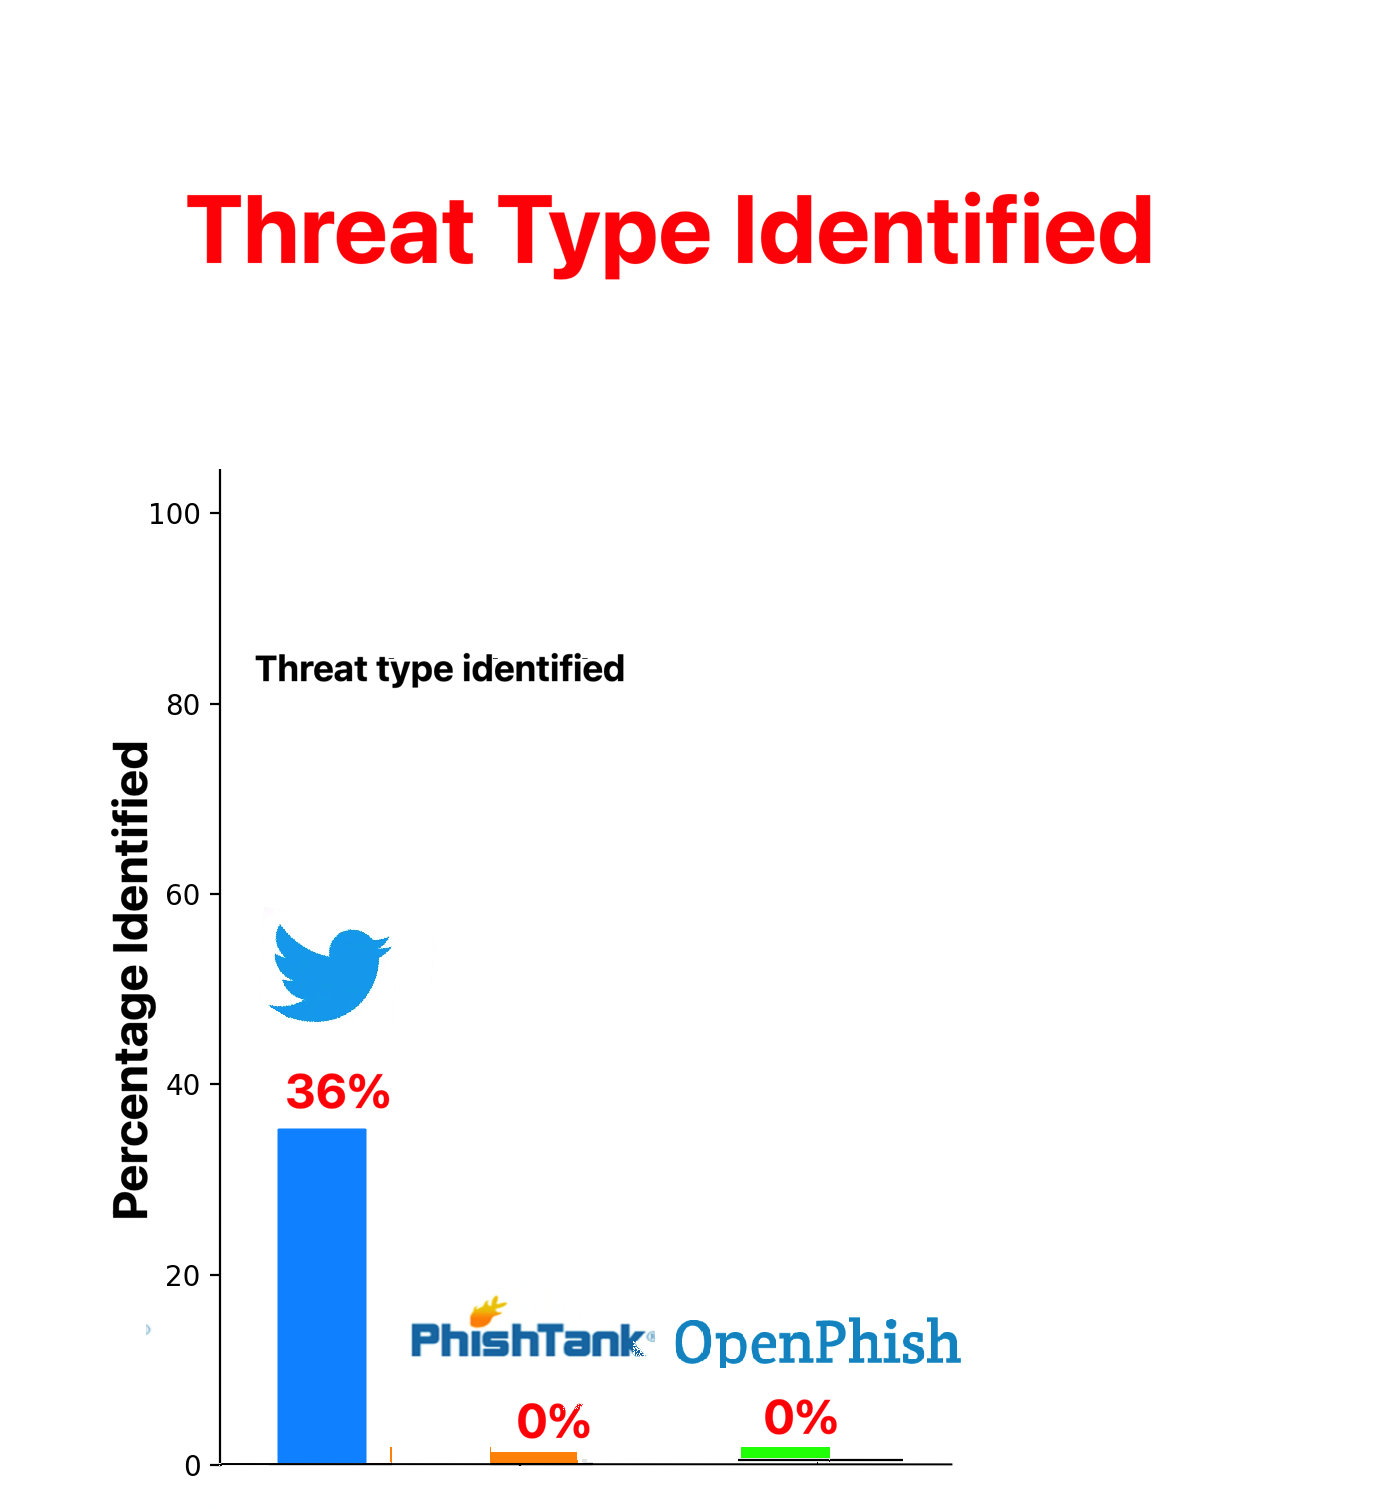 Threat Type Identified
100
Threat type identified
80
Percentage Identified
60
40
36%
20
PhishTank
OpenPhish
0%
0%
0